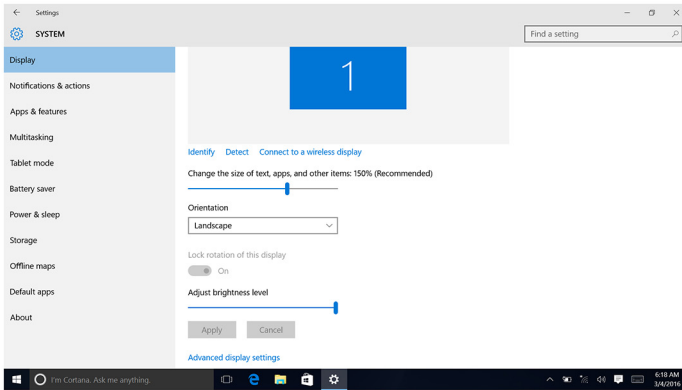 Settings
SYSTEM
Find a setting
Display
Notifications & actions
Apps & features
Multitasking
Tablet mode
Battery saver
Power & sleep
Storage
Offline maps
Default apps
About
1
Identify Detect Connect to a wireless display
Change the size of text, apps, and other items: 150% (Recommended)
Orientation
Landscape
Lock rotation of this display
On
Adjust brightness level
Apply Cancel
Advanced display settings
I'm Cortana. Ask me anything.
6:18 AM
3/4/2016